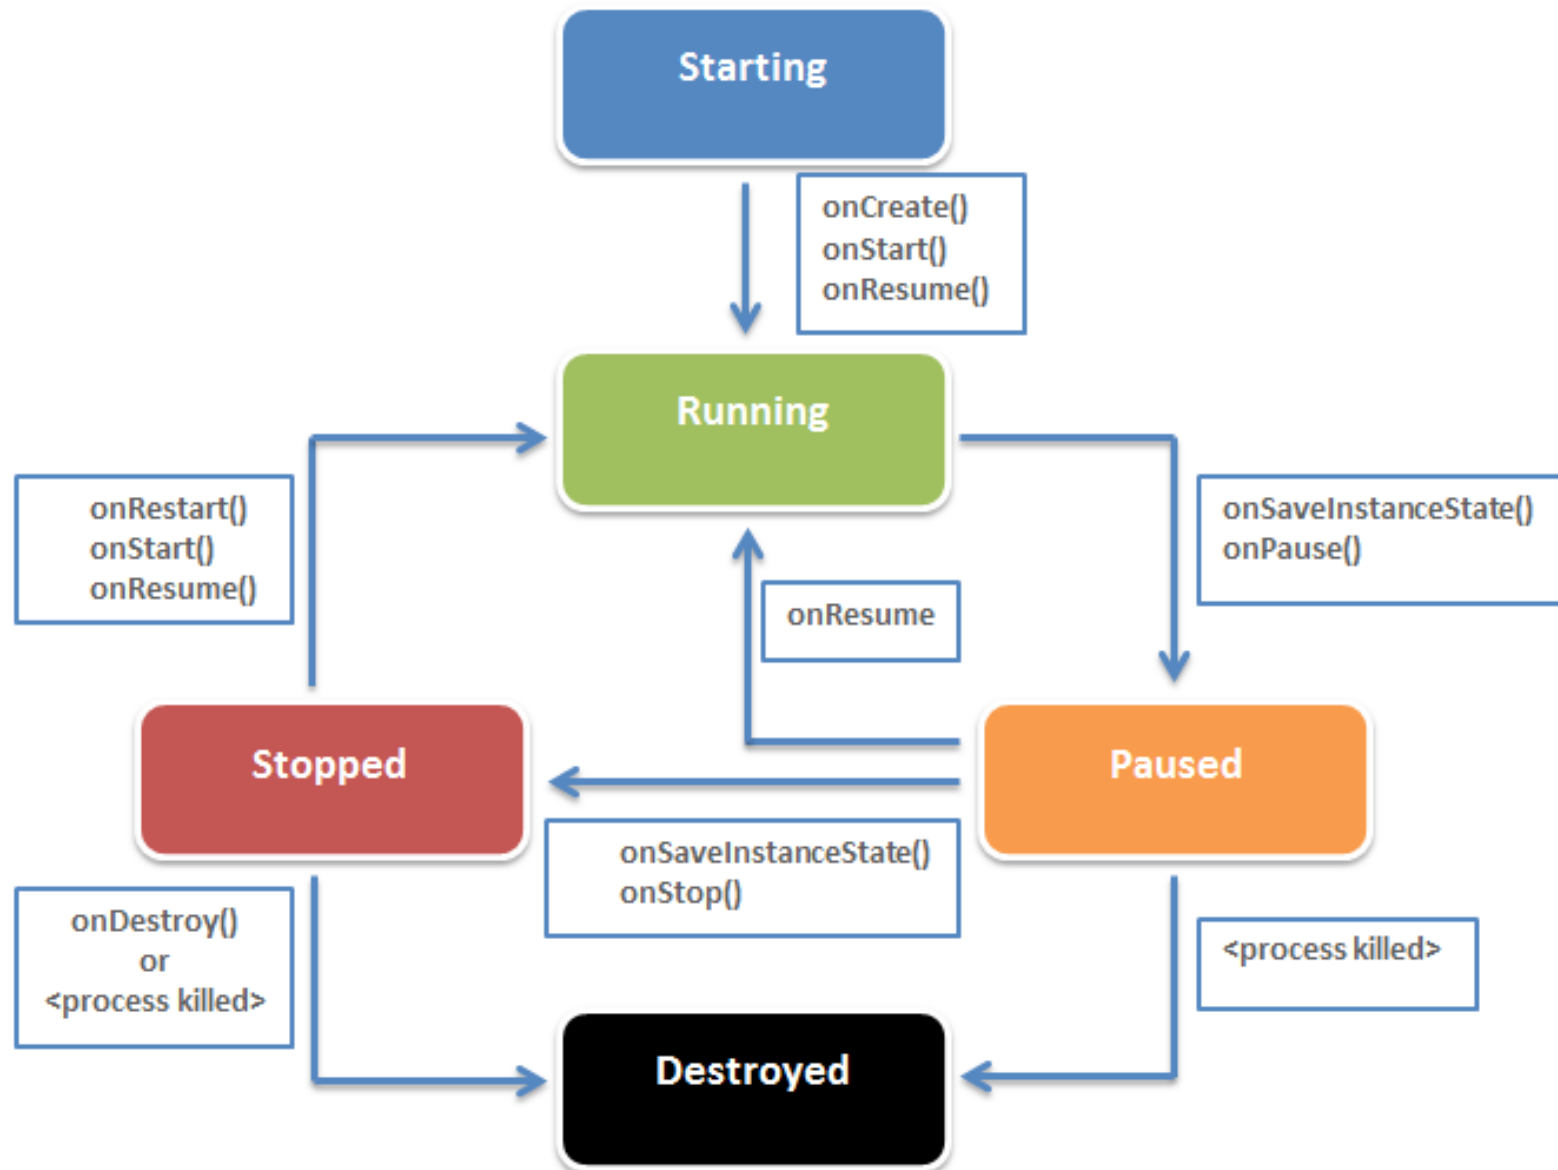 Starting
onCreate()
onStart()
onResume()
Running
onRestart()
onStart()
onResume()
onSaveInstanceState()
onPause()
onResume
Stopped
Paused
onSaveInstanceState()
onStop()
onDestroy()
or
<process killed>
<process killed>
Destroyed